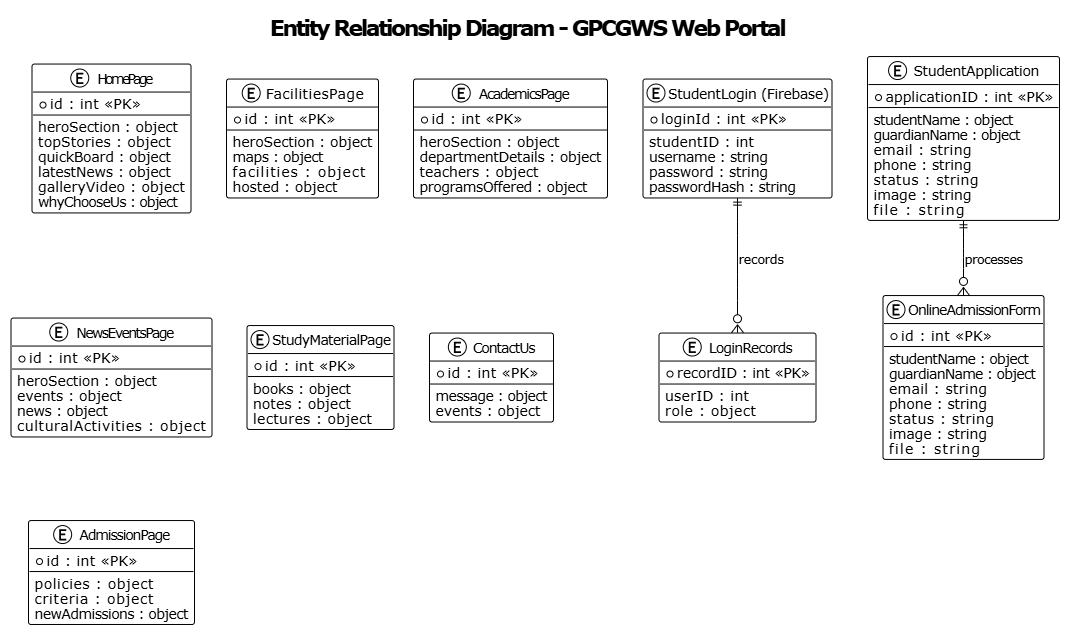 Entity Relationship Diagram - GPCGWS Web Portal
E HomePage
id : int «PK»
heroSection : object
topStories : object
quickBoard : object
latestNews : object
galleryVideo : object
whyChooseUs : object
E FacilitiesPage
id : int «PK»
heroSection : object
maps : object
facilities : object
hosted : object
E AcademicsPage
id : int «PK»
heroSection : object
departmentDetails : object
teachers : object
programsOffered : object
E StudentLogin (Firebase)
loginId : int «PK»
studentID : int
username : string
password : string
passwordHash : string
E StudentApplication
applicationID : int «PK»
studentName : object
guardianName : object
email : string
phone : string
status : string
image : string
file : string
records
processes
E NewsEventsPage
id : int «PK»
heroSection : object
events : object
news : object
culturalActivities : object
E StudyMaterialPage
id : int «PK»
books : object
notes : object
lectures : object
E ContactUs
id : int «PK»
message : object
events : object
E LoginRecords
recordID : int «PK»
userID : int
role : object
E OnlineAdmissionForm
id : int «PK»
studentName : object
guardianName : object
email : string
phone : string
status : string
image : string
file : string
E AdmissionPage
id : int «PK»
policies : object
criteria : object
newAdmissions : object